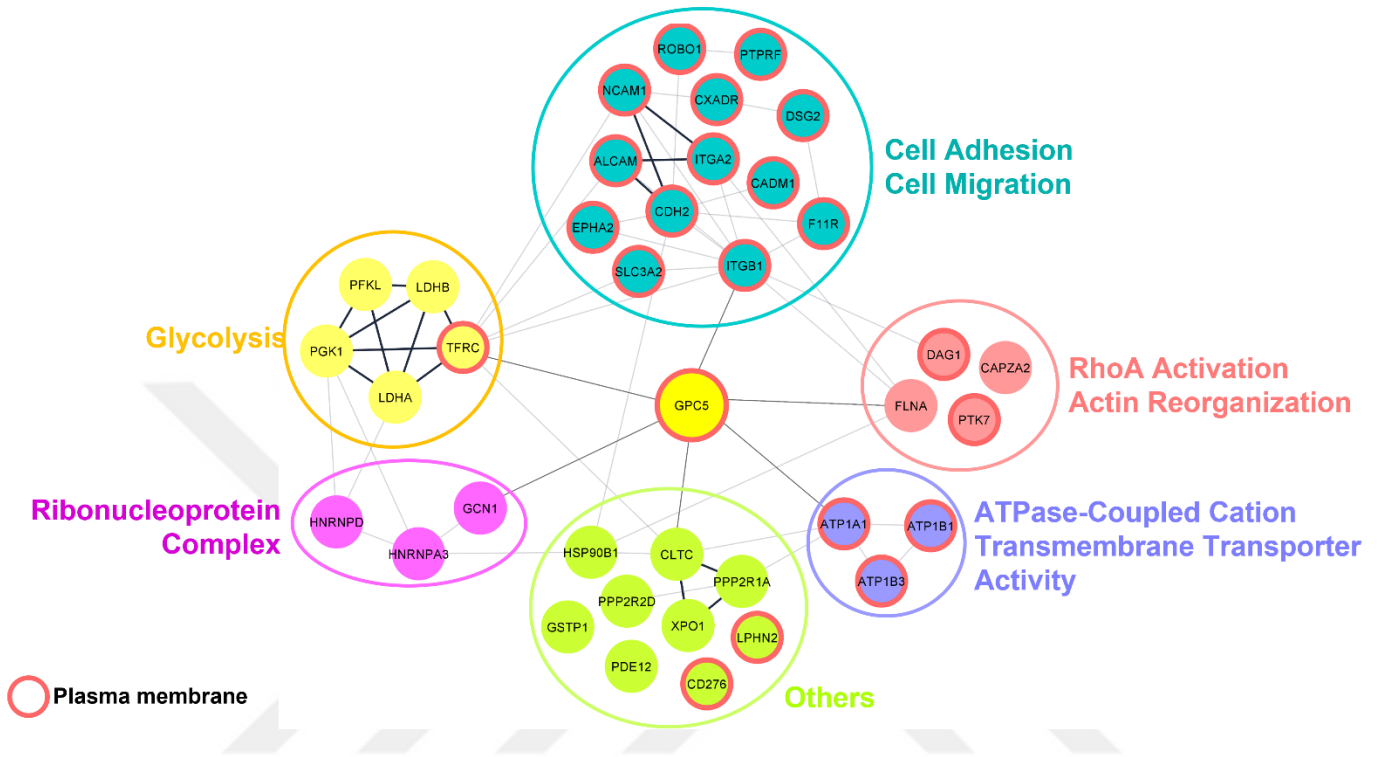 ROBO1
PTPRF
NCAM1
CXADR
DSG2
ALCAM
ITGA2
CADM1
EPHA2
CDH2
F11R
SLC3A2
ITGB1
Cell Adhesion
Cell Migration
Glycolysis
PFKL
LDHB
PGK1
TFRC
LDHA
GPC5
DAG1
CAPZA2
FLNA
PTK7
RhoA Activation
Actin Reorganization
Ribonucleoprotein
Complex
HNRNPD
GCN1
HNRNPA3
HSP90B1
CLTC
PPP2R1A
PPP2R2D
GSTP1
XPO1
LPHN2
PDE12
CD276
Others
ATP1A1
ATP1B1
ATP1B3
ATPase-Coupled Cation
Transmembrane Transporter
Activity
Plasma membrane